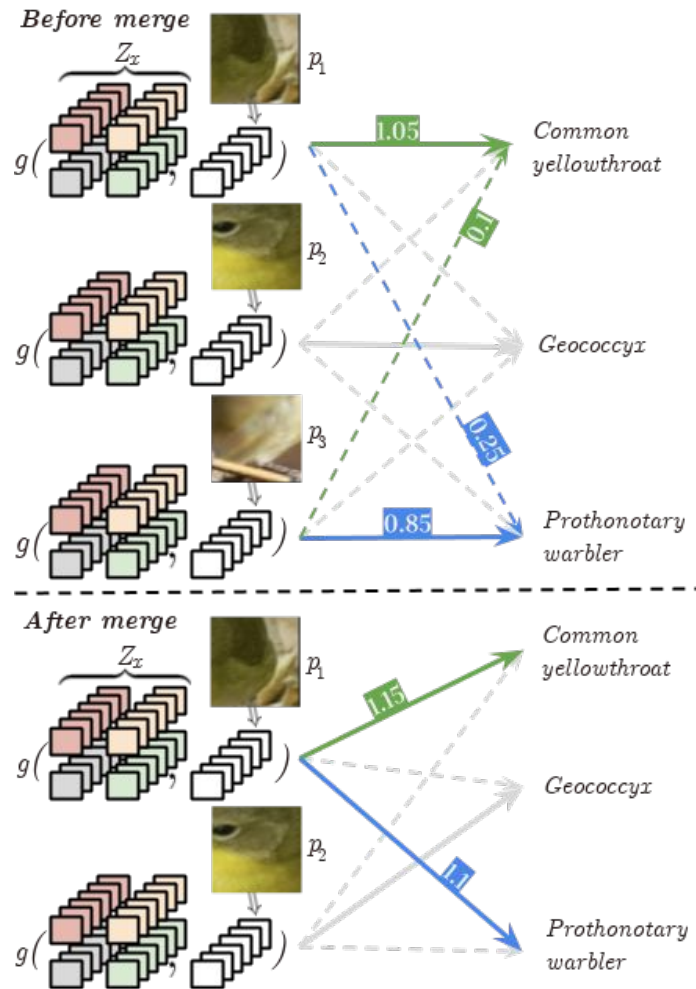 Before merge
Z_x
p_1
g( , )
1.05
Common
yellowthroat
0.1
p_2
g( , )
Geococcyx
p_3
0.25
g( , )
0.85
Prothonotary
warbler
After merge
Z_x
p_1
g( , )
1.15
Common
yellowthroat
Geococcyx
p_2
1.1
g( , )
Prothonotary
warbler